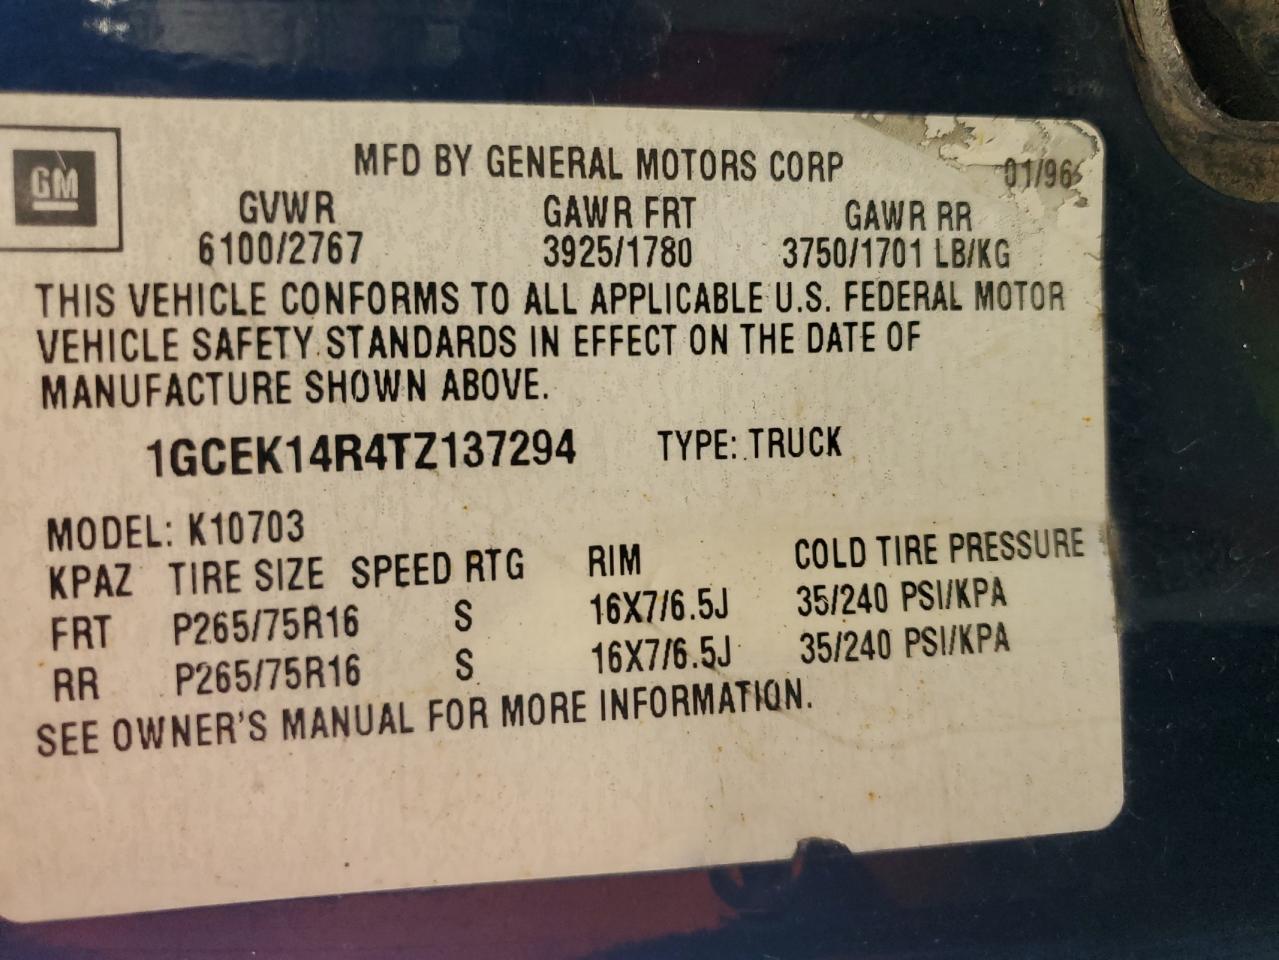 GM
MFD BY GENERAL MOTORS CORP 01/96
GVWR GAWR FRT GAWR RR
6100/2767 3925/1780 3750/1701 LB/KG
THIS VEHICLE CONFORMS TO ALL APPLICABLE U.S. FEDERAL MOTOR
VEHICLE SAFETY STANDARDS IN EFFECT ON THE DATE OF
MANUFACTURE SHOWN ABOVE.
1GCEK14R4TZ137294 TYPE: TRUCK
MODEL: K10703
KPAZ TIRE SIZE SPEED RTG RIM COLD TIRE PRESSURE
FRT P265/75R16 S 16X7/6.5J 35/240 PSI/KPA
RR P265/75R16 S 16X7/6.5J 35/240 PSI/KPA
SEE OWNER'S MANUAL FOR MORE INFORMATION.